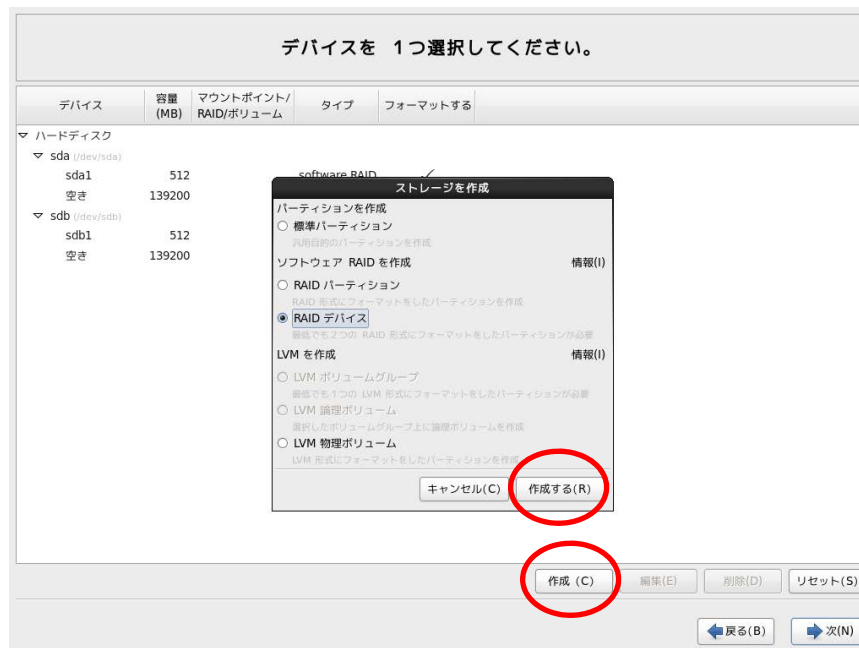 デバイスを 1つ選択してください。
デバイス 容量 (MB) マウントポイント/ RAID/ボリューム タイプ フォーマットする
ハードディスク
sda (/dev/sda)
sda1 512 software RAID ✓
空き 139200
sdb (/dev/sdb)
sdb1 512
空き 139200
ストレージを作成
パーティションを作成
標準パーティション
汎用目的のパーティションを作成
ソフトウェア RAID を作成 情報(I)
RAID パーティション
RAID 形式にフォーマットをしたパーティションを作成
RAID デバイス
最低でも2つの RAID 形式にフォーマットをしたパーティションが必要
LVM を作成 情報(I)
LVM ボリュームグループ
最低でも1つの LVM 形式にフォーマットをしたパーティションが必要
LVM 論理ボリューム
選択したボリュームグループ上に論理ボリュームを作成
LVM 物理ボリューム
LVM 形式にフォーマットをしたパーティションを作成
キャンセル(C) 作成する(R)
作成 (C) 編集(E) 削除(D) リセット(S)
戻る(B) 次(N)